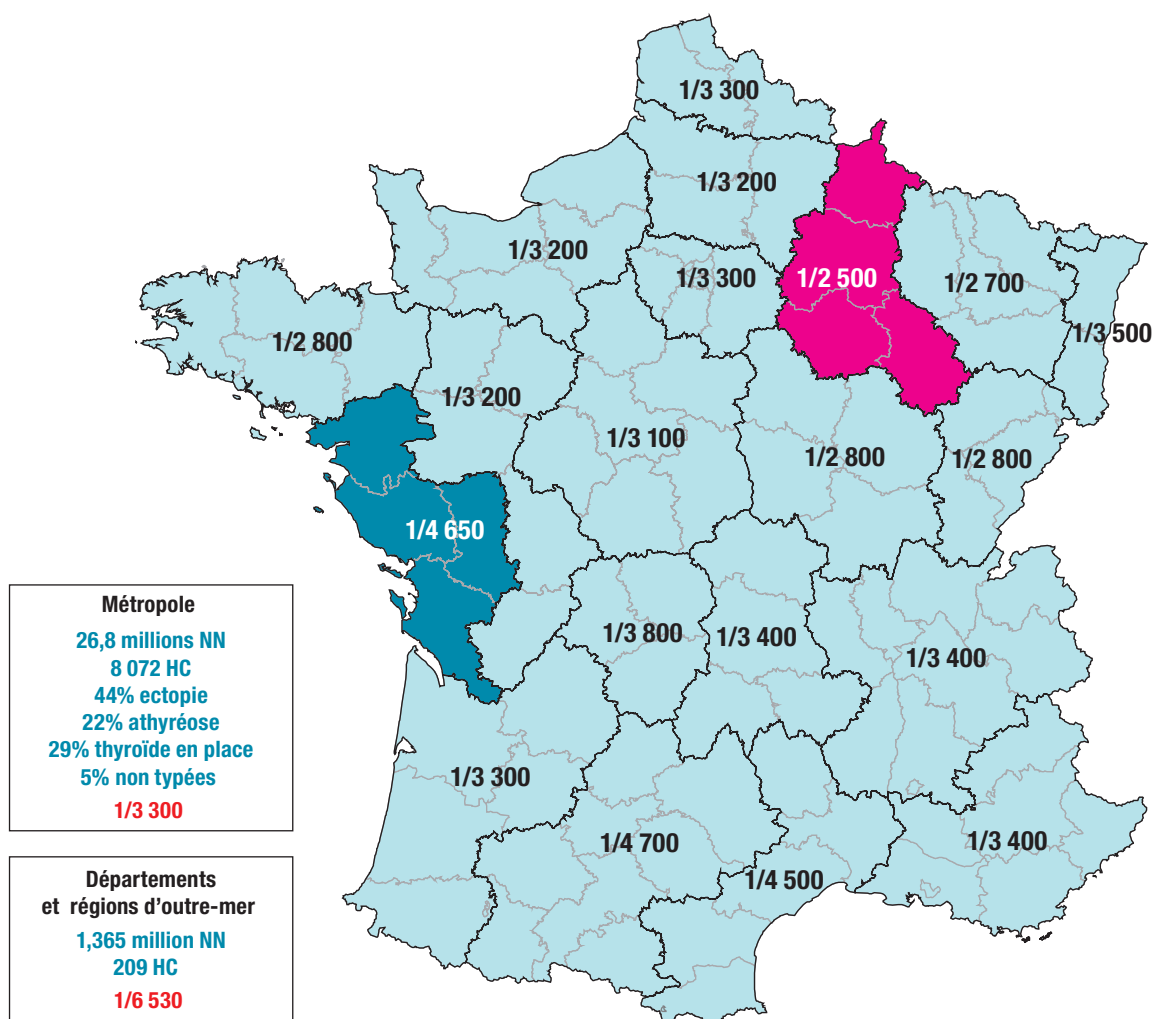 1/3 300
1/3 200
1/3 200
1/3 300
1/2 500
1/2 700
1/3 500
1/2 800
1/3 200
1/3 100
1/2 800
1/2 800
1/4 650
1/3 800
1/3 400
1/3 400
1/3 300
1/4 700
1/4 500
1/3 400
Métropole
26,8 millions NN
8 072 HC
44% ectopie
22% athyréose
29% thyroïde en place
5% non typées
1/3 300
Départements
et régions d'outre-mer
1,365 million NN
209 HC
1/6 530